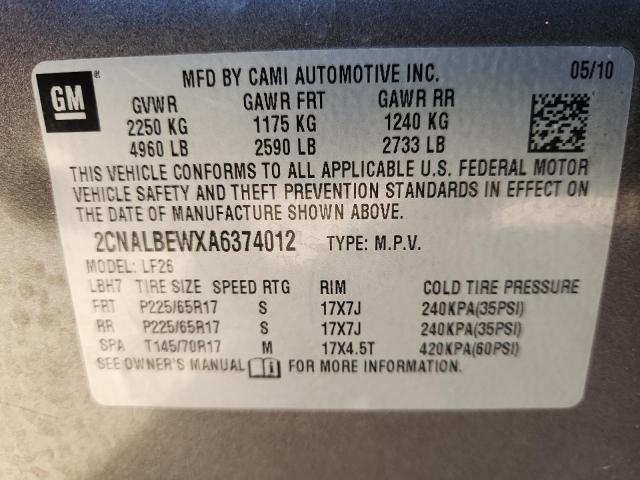 GM ® MFD BY CAMI AUTOMOTIVE INC. 05/10
GVWR GAWR FRT GAWR RR
2250 KG 1175 KG 1240 KG
4960 LB 2590 LB 2733 LB
THIS VEHICLE CONFORMS TO ALL APPLICABLE U.S. FEDERAL MOTOR
VEHICLE SAFETY AND THEFT PREVENTION STANDARDS IN EFFECT ON
THE DATE OF MANUFACTURE SHOWN ABOVE.
2CNALBEWXA6374012 TYPE: M.P.V.
MODEL: LF26
LBH7 TIRE SIZE SPEED RTG RIM COLD TIRE PRESSURE
FRT P225/65R17 S 17X7J 240KPA(35PSI)
RR P225/65R17 S 17X7J 240KPA(35PSI)
SPA T145/70R17 M 17X4.5T 420KPA(60PSI)
SEE OWNER'S MANUAL FOR MORE INFORMATION.